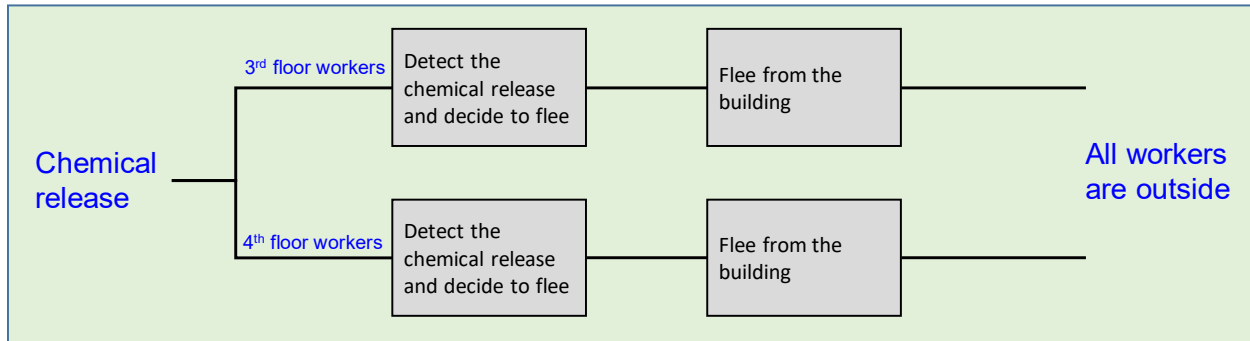 Chemical
release
3rd floor workers
Detect the
chemical release
and decide to flee
Flee from the
building
4th floor workers
Detect the
chemical release
and decide to flee
Flee from the
building
All workers
are outside